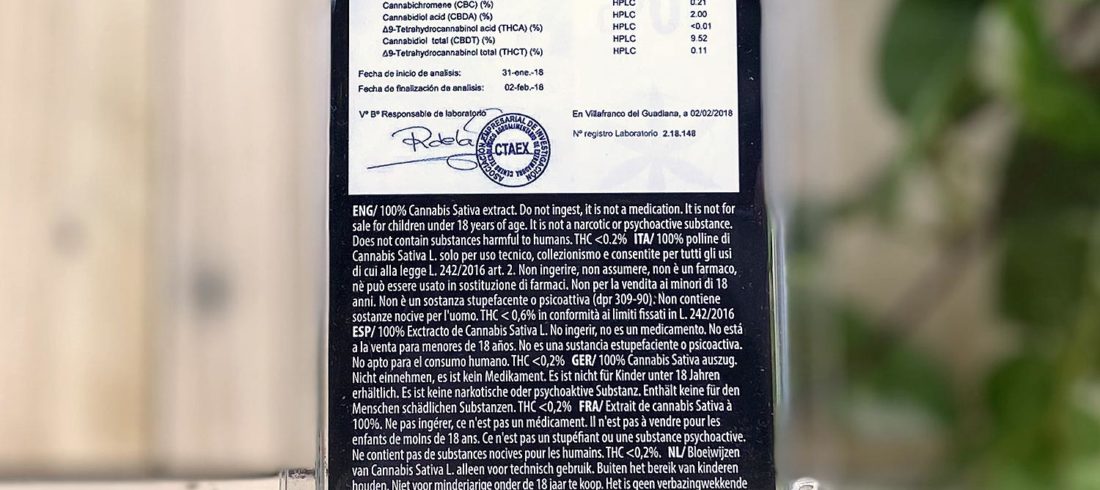 Cannabichromene (CBC) (%) HPLC 0.21
Cannabidiol acid (CBDA) (%) HPLC 2.00
Δ9-Tetrahydrocannabinol acid (THCA) (%) HPLC <0.01
Cannabidiol total (CBDT) (%) HPLC 9.52
Δ9-Tetrahydrocannabinol total (THCT) (%) HPLC 0.11
Fecha de inicio de analisis: 31-ene.-18
Fecha de finalización de analisis: 02-feb.-18
Vº Bº Responsable de laboratorio En Villafranco del Guadiana, a 02/02/2018
Nº registro Laboratorio 2.18.148
ASOCIACIÓN EMPRESARIAL DE INVESTIGACIÓN
CTAEX
ENG/ 100% Cannabis Sativa extract. Do not ingest, it is not a medication. It is not for
sale for children under 18 years of age. It is not a narcotic or psychoactive substance.
Does not contain substances harmful to humans. THC <0.2% ITA/ 100% polline di
Cannabis Sativa L. solo per uso tecnico, collezionismo e consentite per tutti gli usi
di cui alla legge L. 242/2016 art. 2. Non ingerire, non assumere, non è un farmaco,
nè può essere usato in sostituzione di farmaci. Non per la vendita ai minori di 18
anni. Non è un sostanza stupefacente o psicoattiva (dpr 309-90). Non contiene
sostanze nocive per l'uomo. THC < 0,6% in conformità ai limiti fissati in L. 242/2016
ESP/ 100% Exctracto de Cannabis Sativa L. No ingerir, no es un medicamento. No está
a la venta para menores de 18 años. No es una sustancia estupefaciente o psicoactiva.
No apto para el consumo humano. THC <0,2% GER/ 100% Cannabis Sativa auszug.
Nicht einnehmen, es ist kein Medikament. Es ist nicht für Kinder unter 18 Jahren
erhältlich. Es ist keine narkotische oder psychoaktive Substanz. Enthält keine für den
Menschen schädlichen Substanzen. THC <0,2% FRA/ Extrait de cannabis Sativa à
100%. Ne pas ingérer, ce n'est pas un médicament. Il n'est pas à vendre pour les
enfants de moins de 18 ans. Ce n'est pas un stupéfiant ou une substance psychoactive.
Ne contient pas de substances nocives pour les humains. THC <0,2%. NL/ Bloeiwijzen
van Cannabis Sativa L. alleen voor technisch gebruik. Buiten het bereik van kinderen
houden. Niet voor minderjarige onder de 18 jaar te koop. Het is geen verbazingwekkende